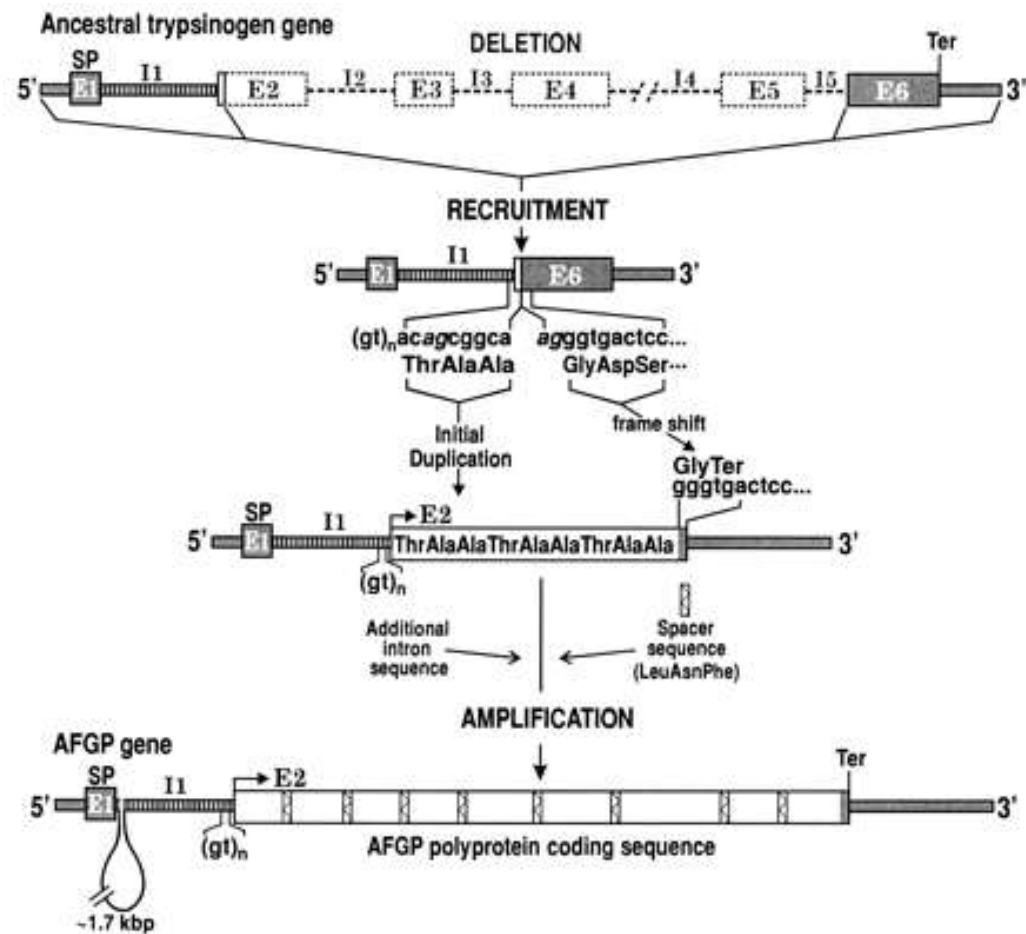 Ancestral trypsinogen gene
DELETION
Ter
SP
I1
I2
I3
I4
I5
5'
E1
E2
E3
E4
E5
E6
3'
RECRUITMENT
I1
5'
E1
E6
3'
(gt)nacagcggca
agggtgactcc...
ThrAlaAla
GlyAspSer...
frame shift
Initial
Duplication
GlyTer
gggtgactcc...
SP
I1
E2
5'
E1
ThrAlaAlaThrAlaAlaThrAlaAla
3'
(gt)n
Additional
intron
sequence
Spacer
sequence
(LeuAsnPhe)
AMPLIFICATION
AFGP gene
SP
I1
E2
Ter
5'
E1
3'
(gt)n
AFGP polyprotein coding sequence
~1.7 kbp